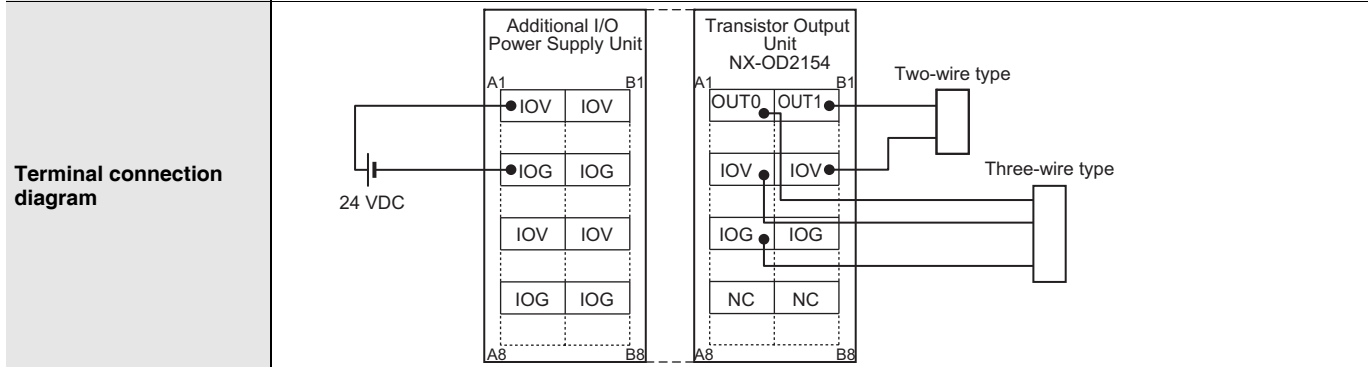 Terminal connection
diagram
24 VDC
Additional I/O
Power Supply Unit
A1 B1
IOV IOV
IOG IOG
IOV IOV
IOG IOG
A8 B8
Transistor Output
Unit
NX-OD2154
A1 B1
OUT0 OUT1
IOV IOV
IOG IOG
NC NC
A8 B8
Two-wire type
Three-wire type